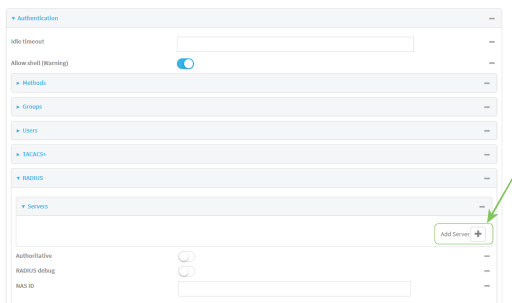 Authentication
Idle timeout
Allow shell (Warning)
Methods
Groups
Users
TACACS+
RADIUS
Servers
Add Server
Authoritative
RADIUS debug
NAS ID